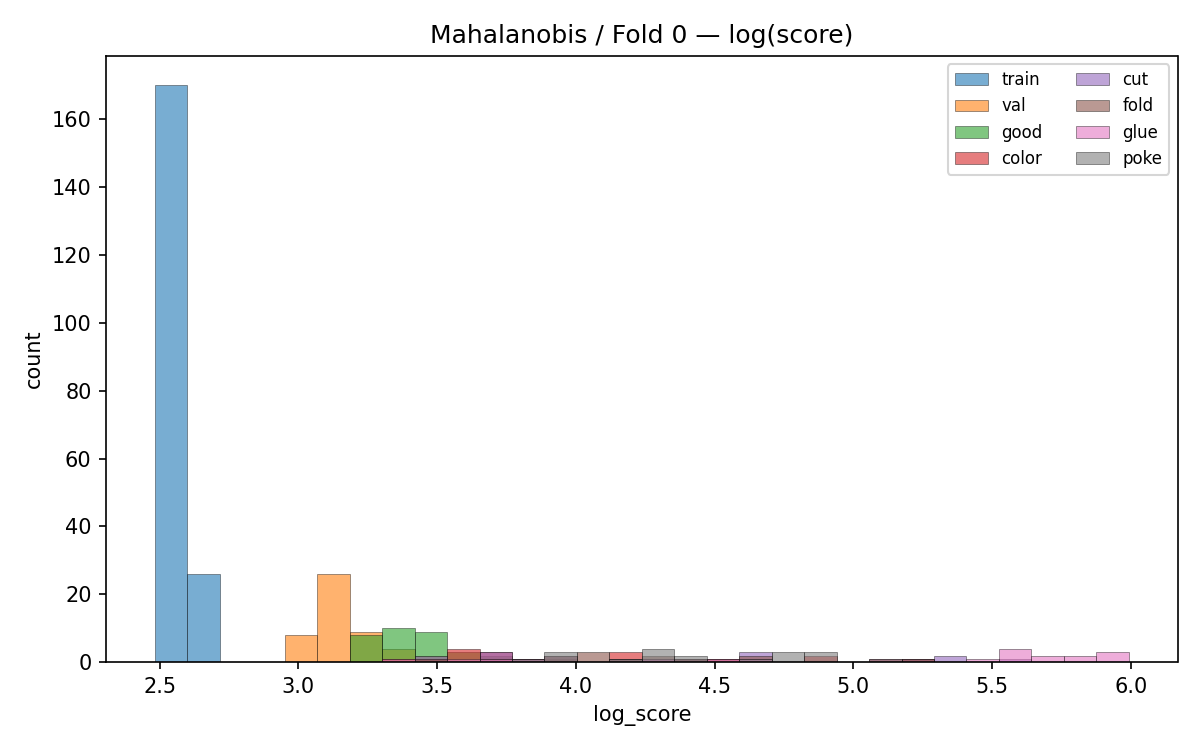 Mahalanobis / Fold 0 — log(score)
train
val
good
color
cut
fold
glue
poke
count
160
140
120
100
80
60
40
20
0
2.5 3.0 3.5 4.0 4.5 5.0 5.5 6.0
log_score